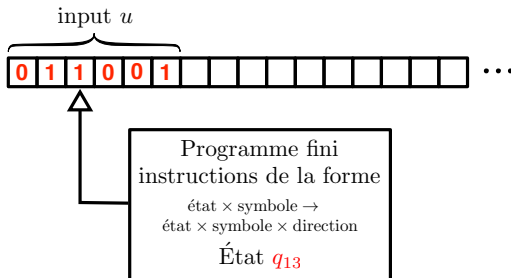 input u
0 1 1 0 0 1
...
Programme fini
instructions de la forme
état × symbole →
état × symbole × direction
État q₁₃